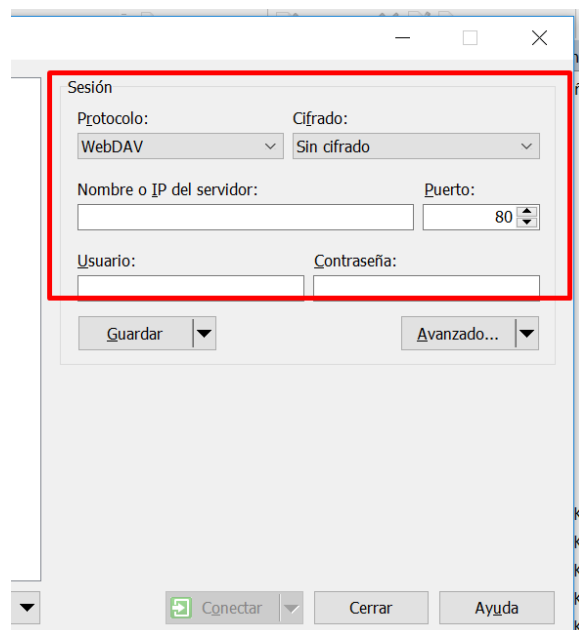 Sesión
Protocolo: Cifrado:
WebDAV Sin cifrado
Nombre o IP del servidor: Puerto:
80
Usuario: Contraseña:
Guardar Avanzado...
Conectar Cerrar Ayuda